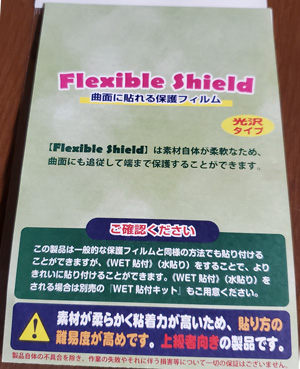 Flexible Shield
曲面に貼れる保護フィルム
光沢
タイプ
【Flexible Shield】は素材自体が柔軟なため、
曲面にも追従して端まで保護することができます。
ご確認ください
この製品は一般的な保護フィルムと同様の方法でも貼り付ける
ことができますが、〈WET 貼付〉（水貼り）をすることで、より
きれいに貼り付けることができます。〈WET 貼付〉（水貼り）を
される場合は別売の『WET 貼付キット』もご用意ください。
素材が柔らかく粘着力が高いため、貼り方の
難易度が高めです。上級者向きの製品です。
製品自体の不具合を除き、作業の失敗やそれに伴う損害等について一切の保証はございません。